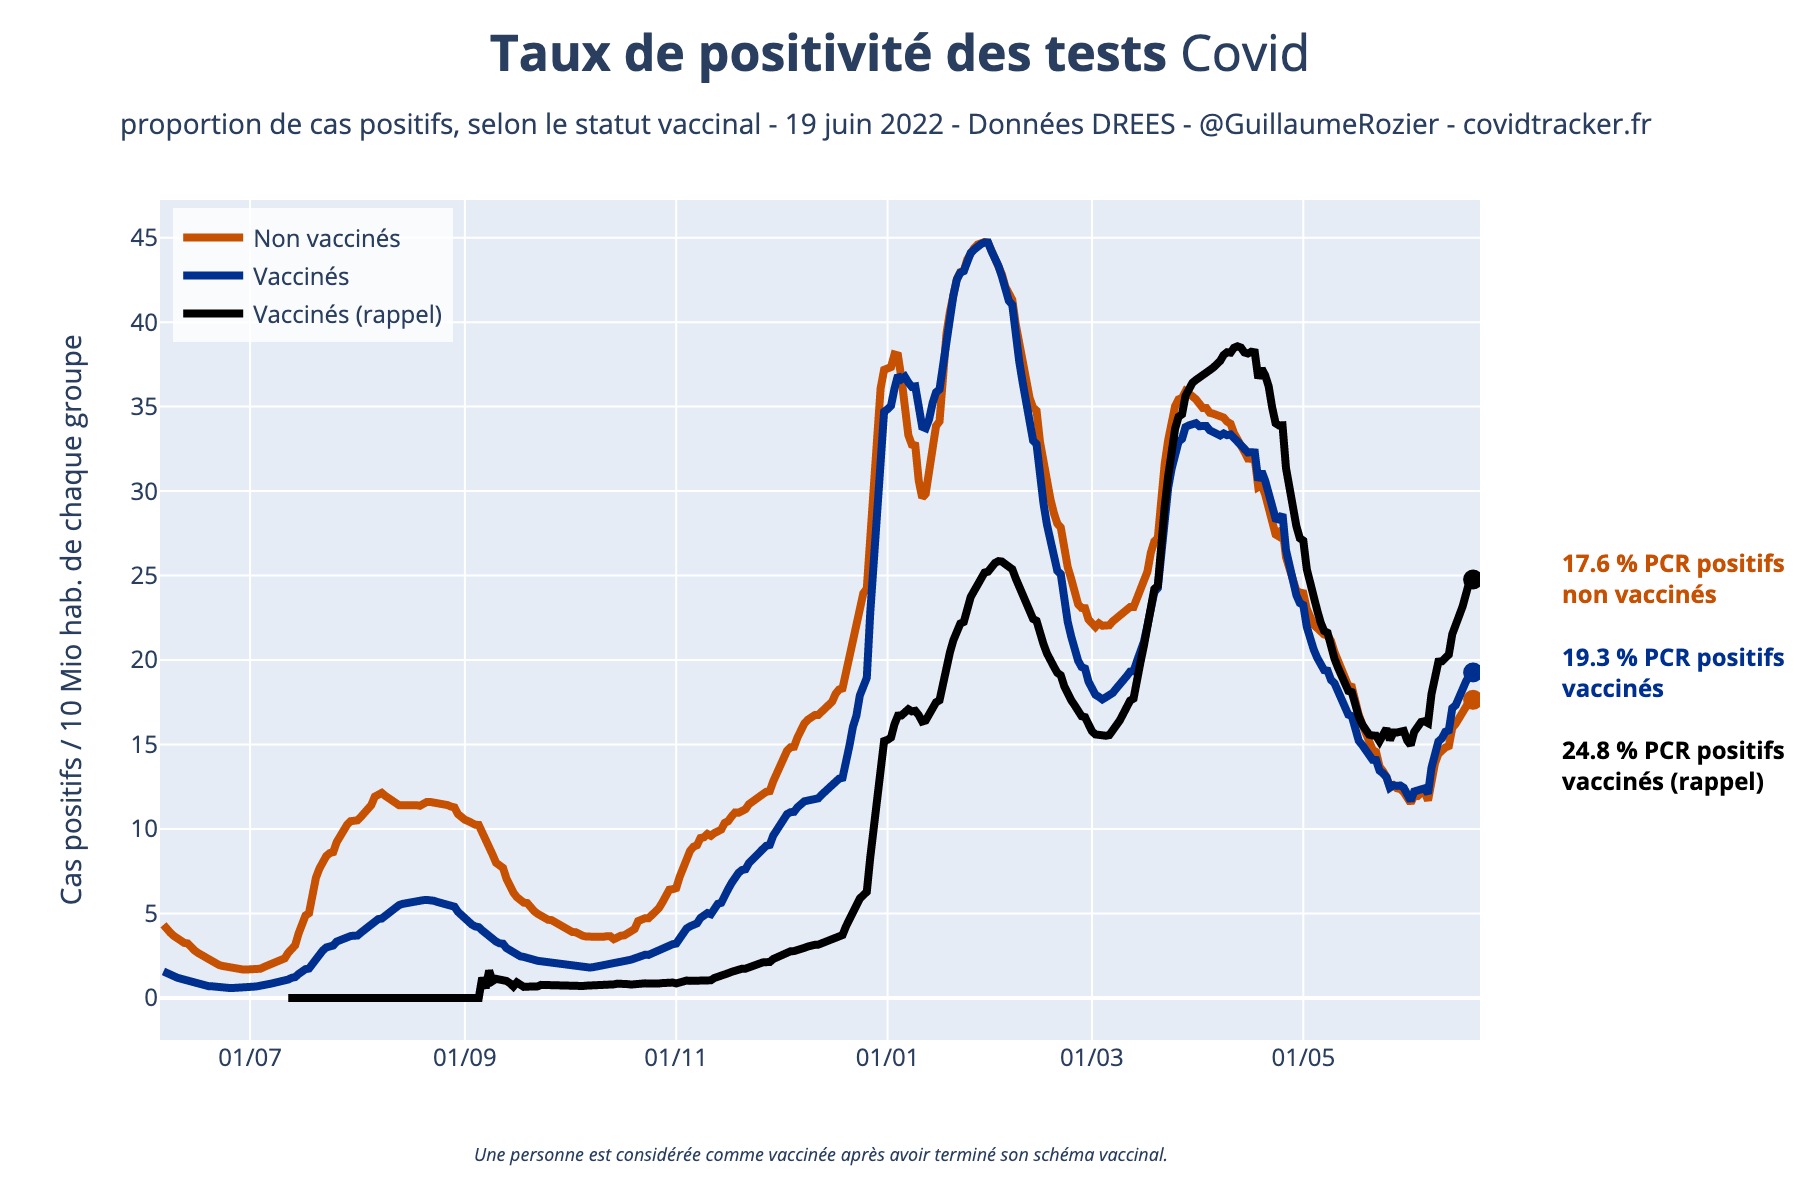 Taux de positivité des tests Covid
proportion de cas positifs, selon le statut vaccinal - 19 juin 2022 - Données DREES - @GuillaumeRozier - covidtracker.fr
Non vaccinés
Vaccinés
Vaccinés (rappel)
Cas positifs / 10 Mio hab. de chaque groupe
45
40
35
30
25
20
15
10
5
0
01/07
01/09
01/11
01/01
01/03
01/05
17.6 % PCR positifs
non vaccinés
19.3 % PCR positifs
vaccinés
24.8 % PCR positifs
vaccinés (rappel)
Une personne est considérée comme vaccinée après avoir terminé son schéma vaccinal.